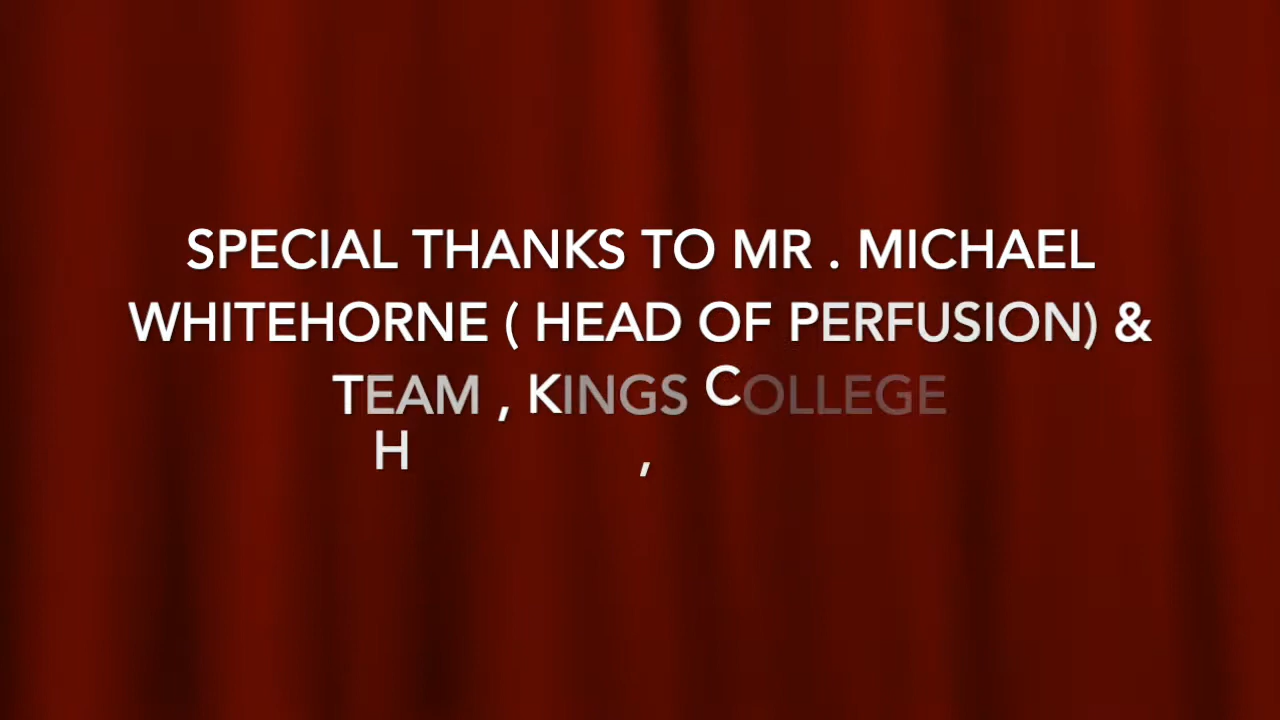 SPECIAL THANKS TO MR . MICHAEL
WHITEHORNE ( HEAD OF PERFUSION) &
TEAM , KINGS COLLEGE
H ,